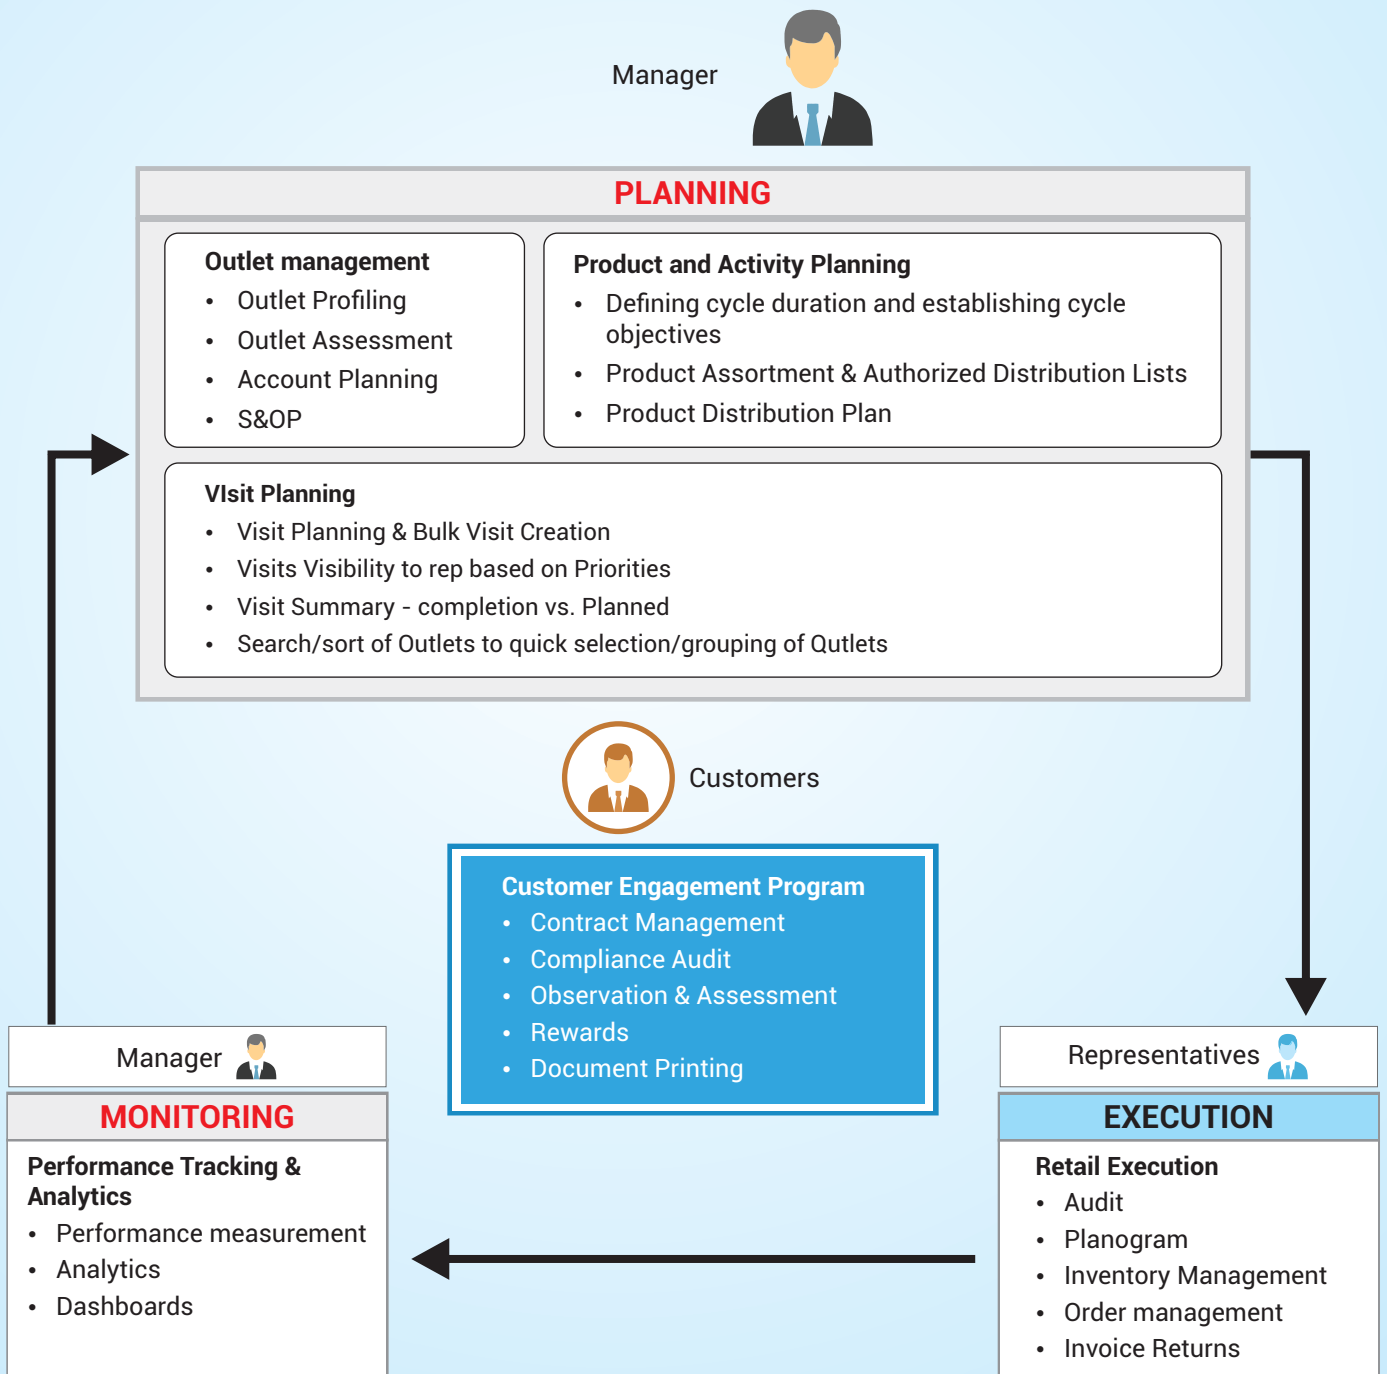 Manager
PLANNING
Outlet management
• Outlet Profiling
• Outlet Assessment
• Account Planning
• S&OP
Product and Activity Planning
• Defining cycle duration and establishing cycle
objectives
• Product Assortment & Authorized Distribution Lists
• Product Distribution Plan
VIsit Planning
• Visit Planning & Bulk Visit Creation
• Visits Visibility to rep based on Priorities
• Visit Summary - completion vs. Planned
• Search/sort of Outlets to quick selection/grouping of Qutlets
Customers
Customer Engagement Program
• Contract Management
• Compliance Audit
• Observation & Assessment
• Rewards
• Document Printing
Manager
MONITORING
Performance Tracking &
Analytics
• Performance measurement
• Analytics
• Dashboards
Representatives
EXECUTION
Retail Execution
• Audit
• Planogram
• Inventory Management
• Order management
• Invoice Returns